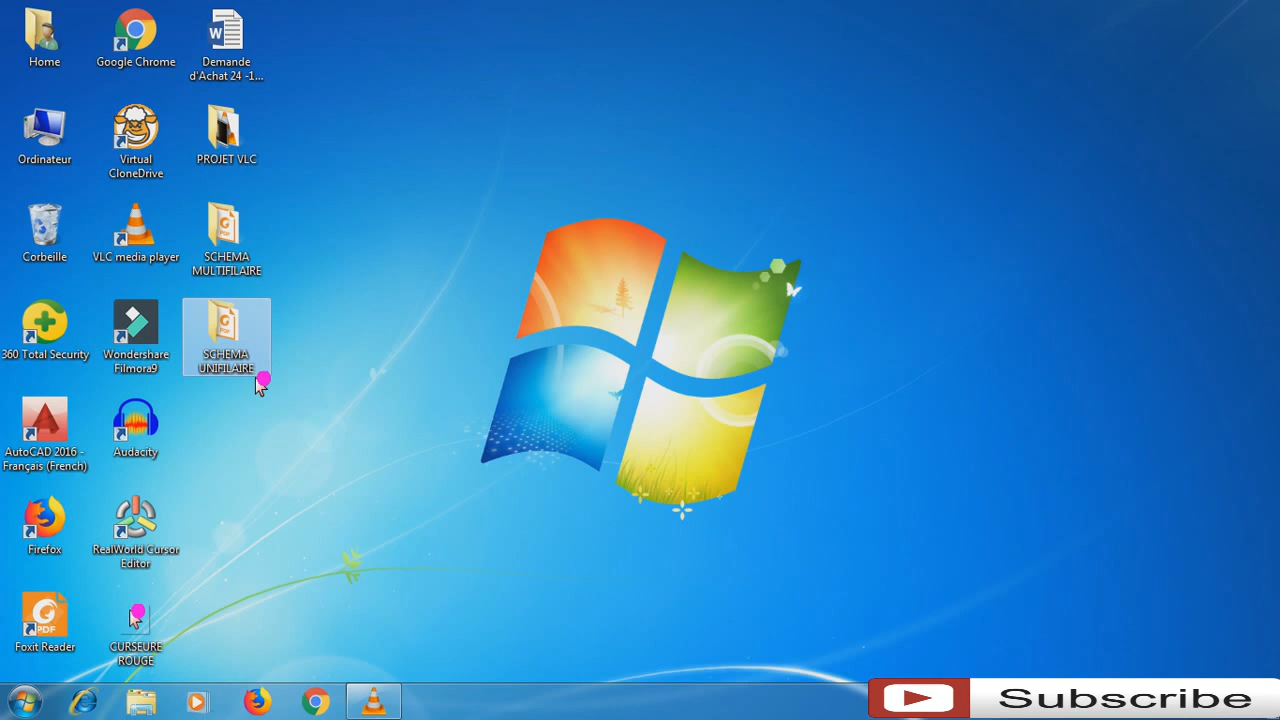 Home
Google Chrome
Demande
d'Achat 24 -1...
Ordinateur
Virtual
CloneDrive
PROJET VLC
Corbeille
VLC media player
SCHEMA
MULTIFILAIRE
360 Total Security
Wondershare
Filmora9
SCHEMA
UNIFILAIRE
AutoCAD 2016 -
Français (French)
Audacity
Firefox
RealWorld Cursor
Editor
Foxit Reader
PDF
CURSEURE
ROUGE
Subscribe